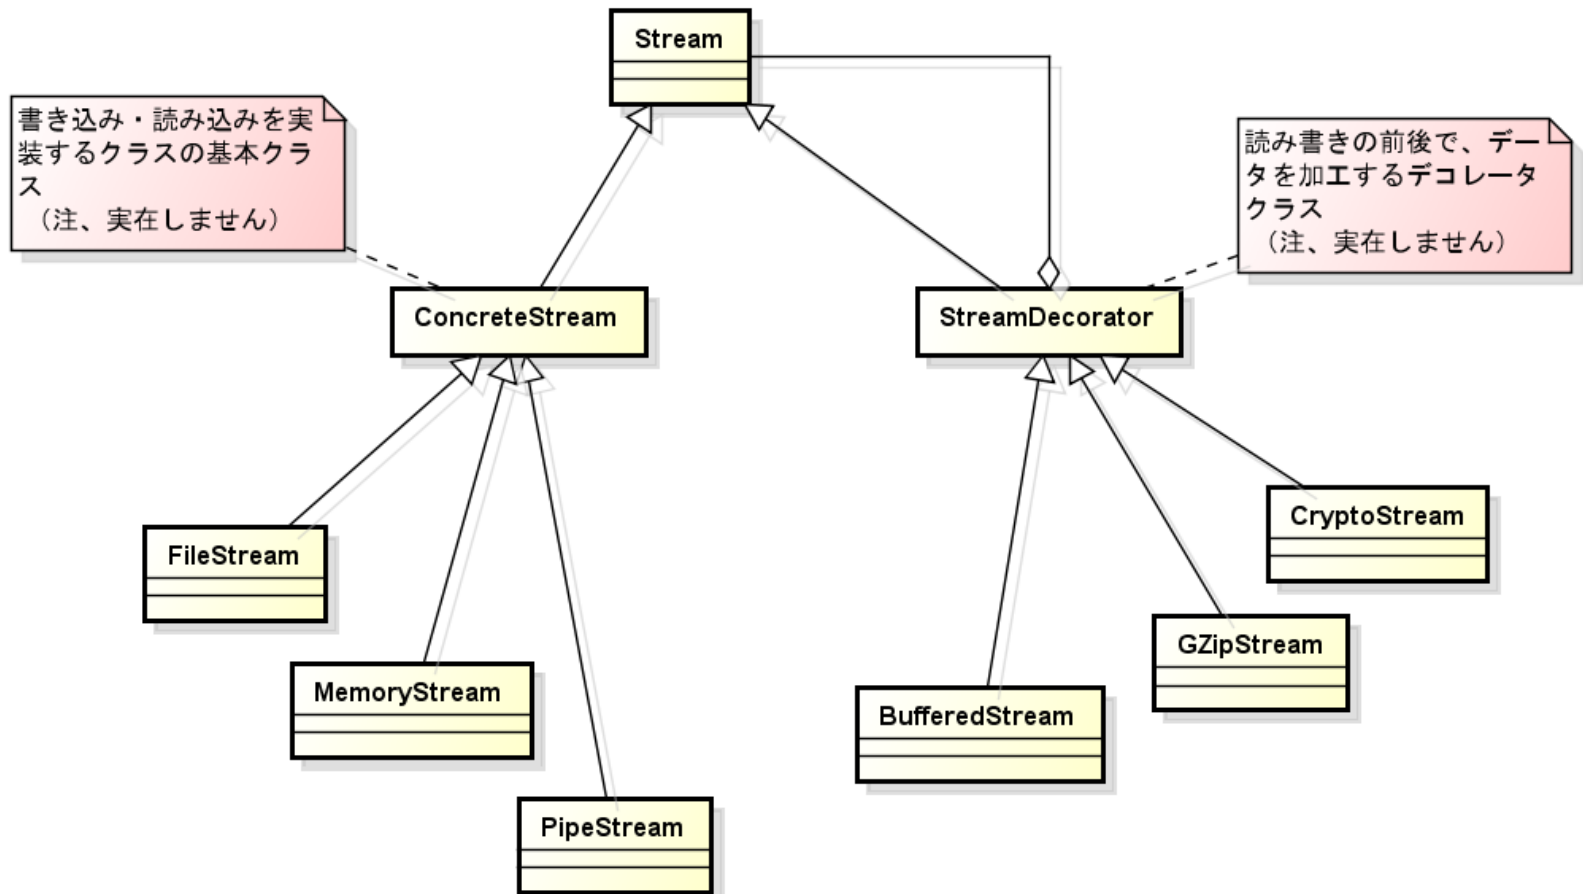 Stream
書き込み・読み込みを実
装するクラスの基本クラ
ス
（注、実在しません）
読み書きの前後で、デー
タを加工するデコレータ
クラス
（注、実在しません）
ConcreteStream
StreamDecorator
CryptoStream
FileStream
GZipStream
MemoryStream
BufferedStream
PipeStream